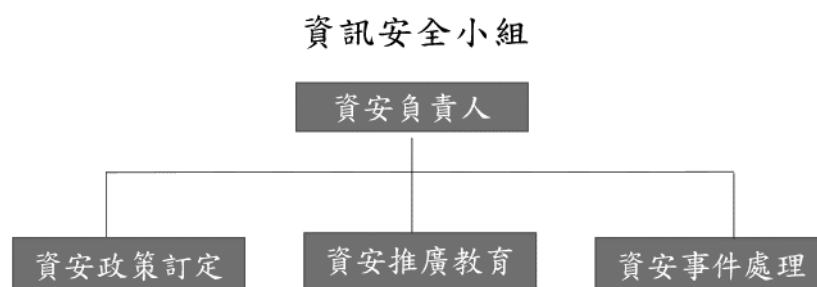 資訊安全小組
資安負責人
資安政策訂定
資安推廣教育
資安事件處理